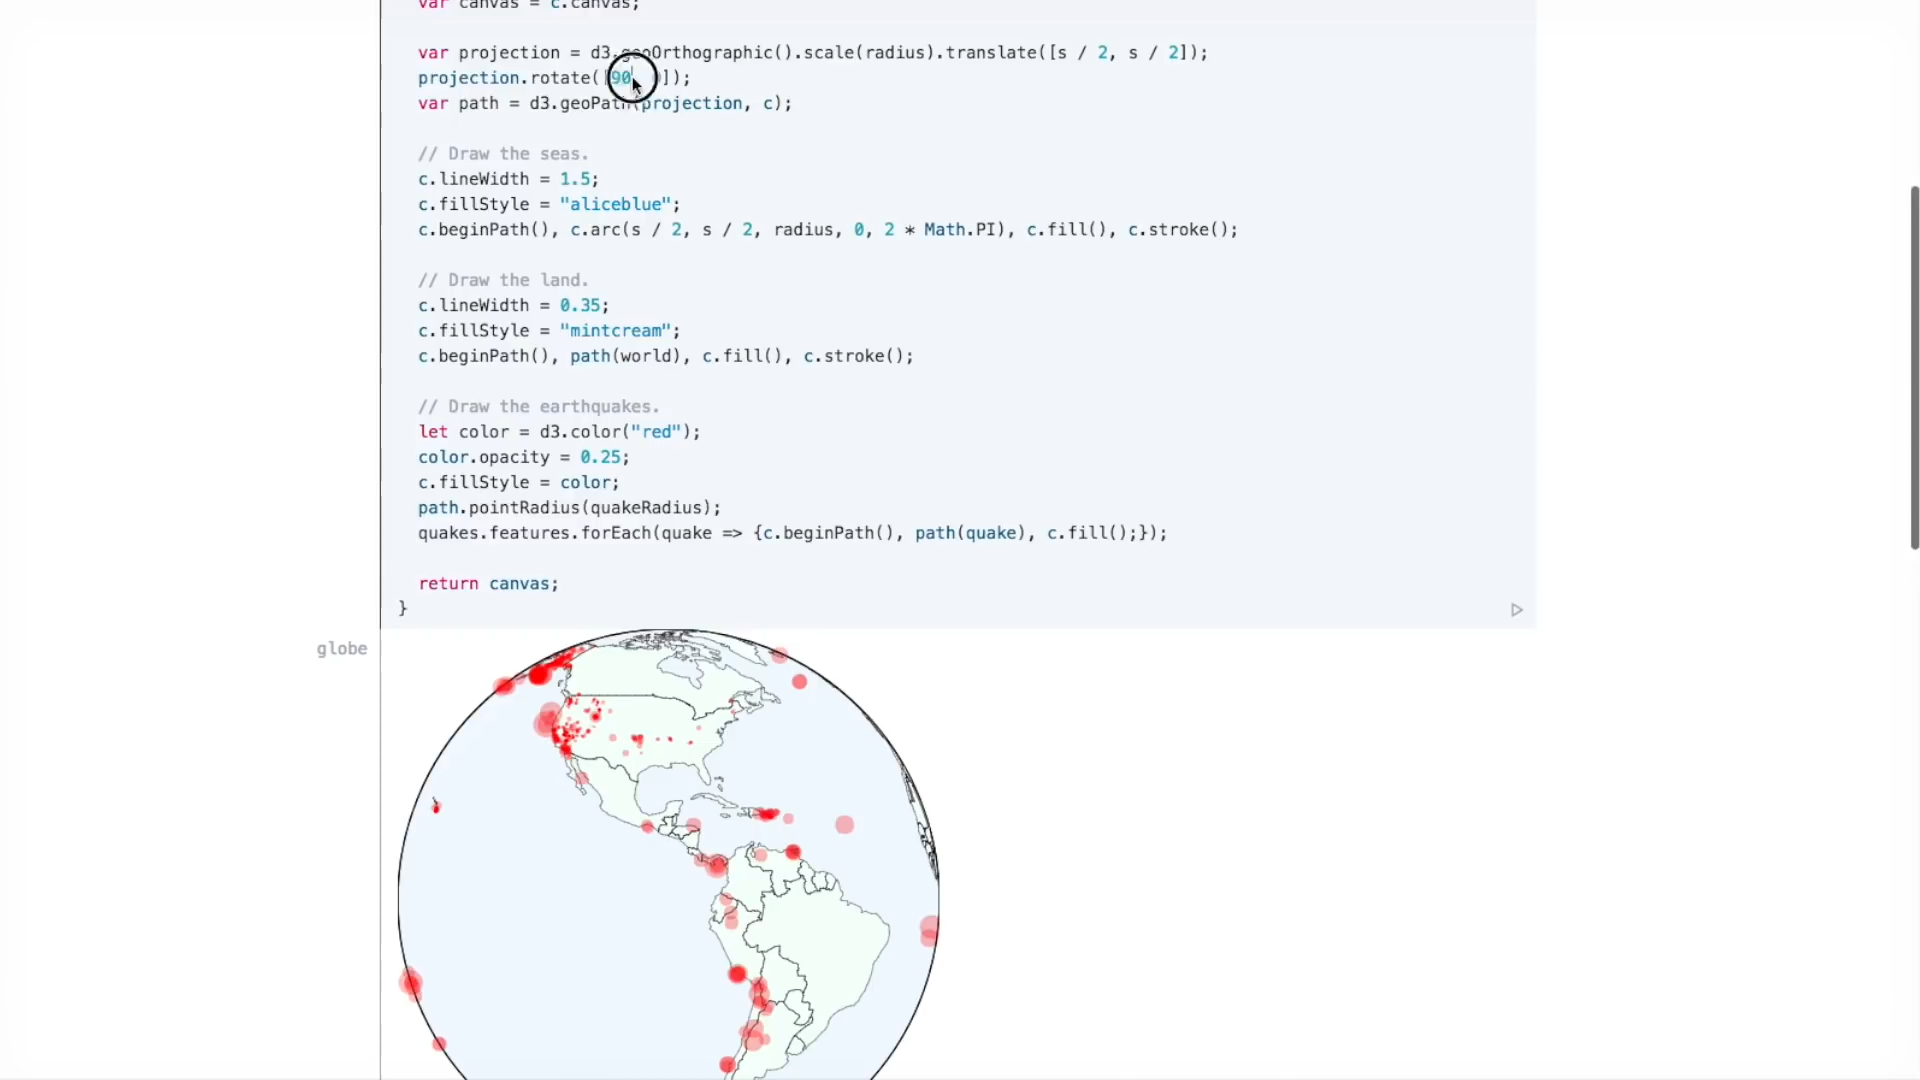 var canvas = c.canvas;
var projection = d3.geoOrthographic().scale(radius).translate([s / 2, s / 2]);
projection.rotate([90 ]);
var path = d3.geoPath(projection, c);
// Draw the seas.
c.lineWidth = 1.5;
c.fillStyle = "aliceblue";
c.beginPath(), c.arc(s / 2, s / 2, radius, 0, 2 * Math.PI), c.fill(), c.stroke();
// Draw the land.
c.lineWidth = 0.35;
c.fillStyle = "mintcream";
c.beginPath(), path(world), c.fill(), c.stroke();
// Draw the earthquakes.
let color = d3.color("red");
color.opacity = 0.25;
c.fillStyle = color;
path.pointRadius(quakeRadius);
quakes.features.forEach(quake => {c.beginPath(), path(quake), c.fill();});
return canvas;
}
globe